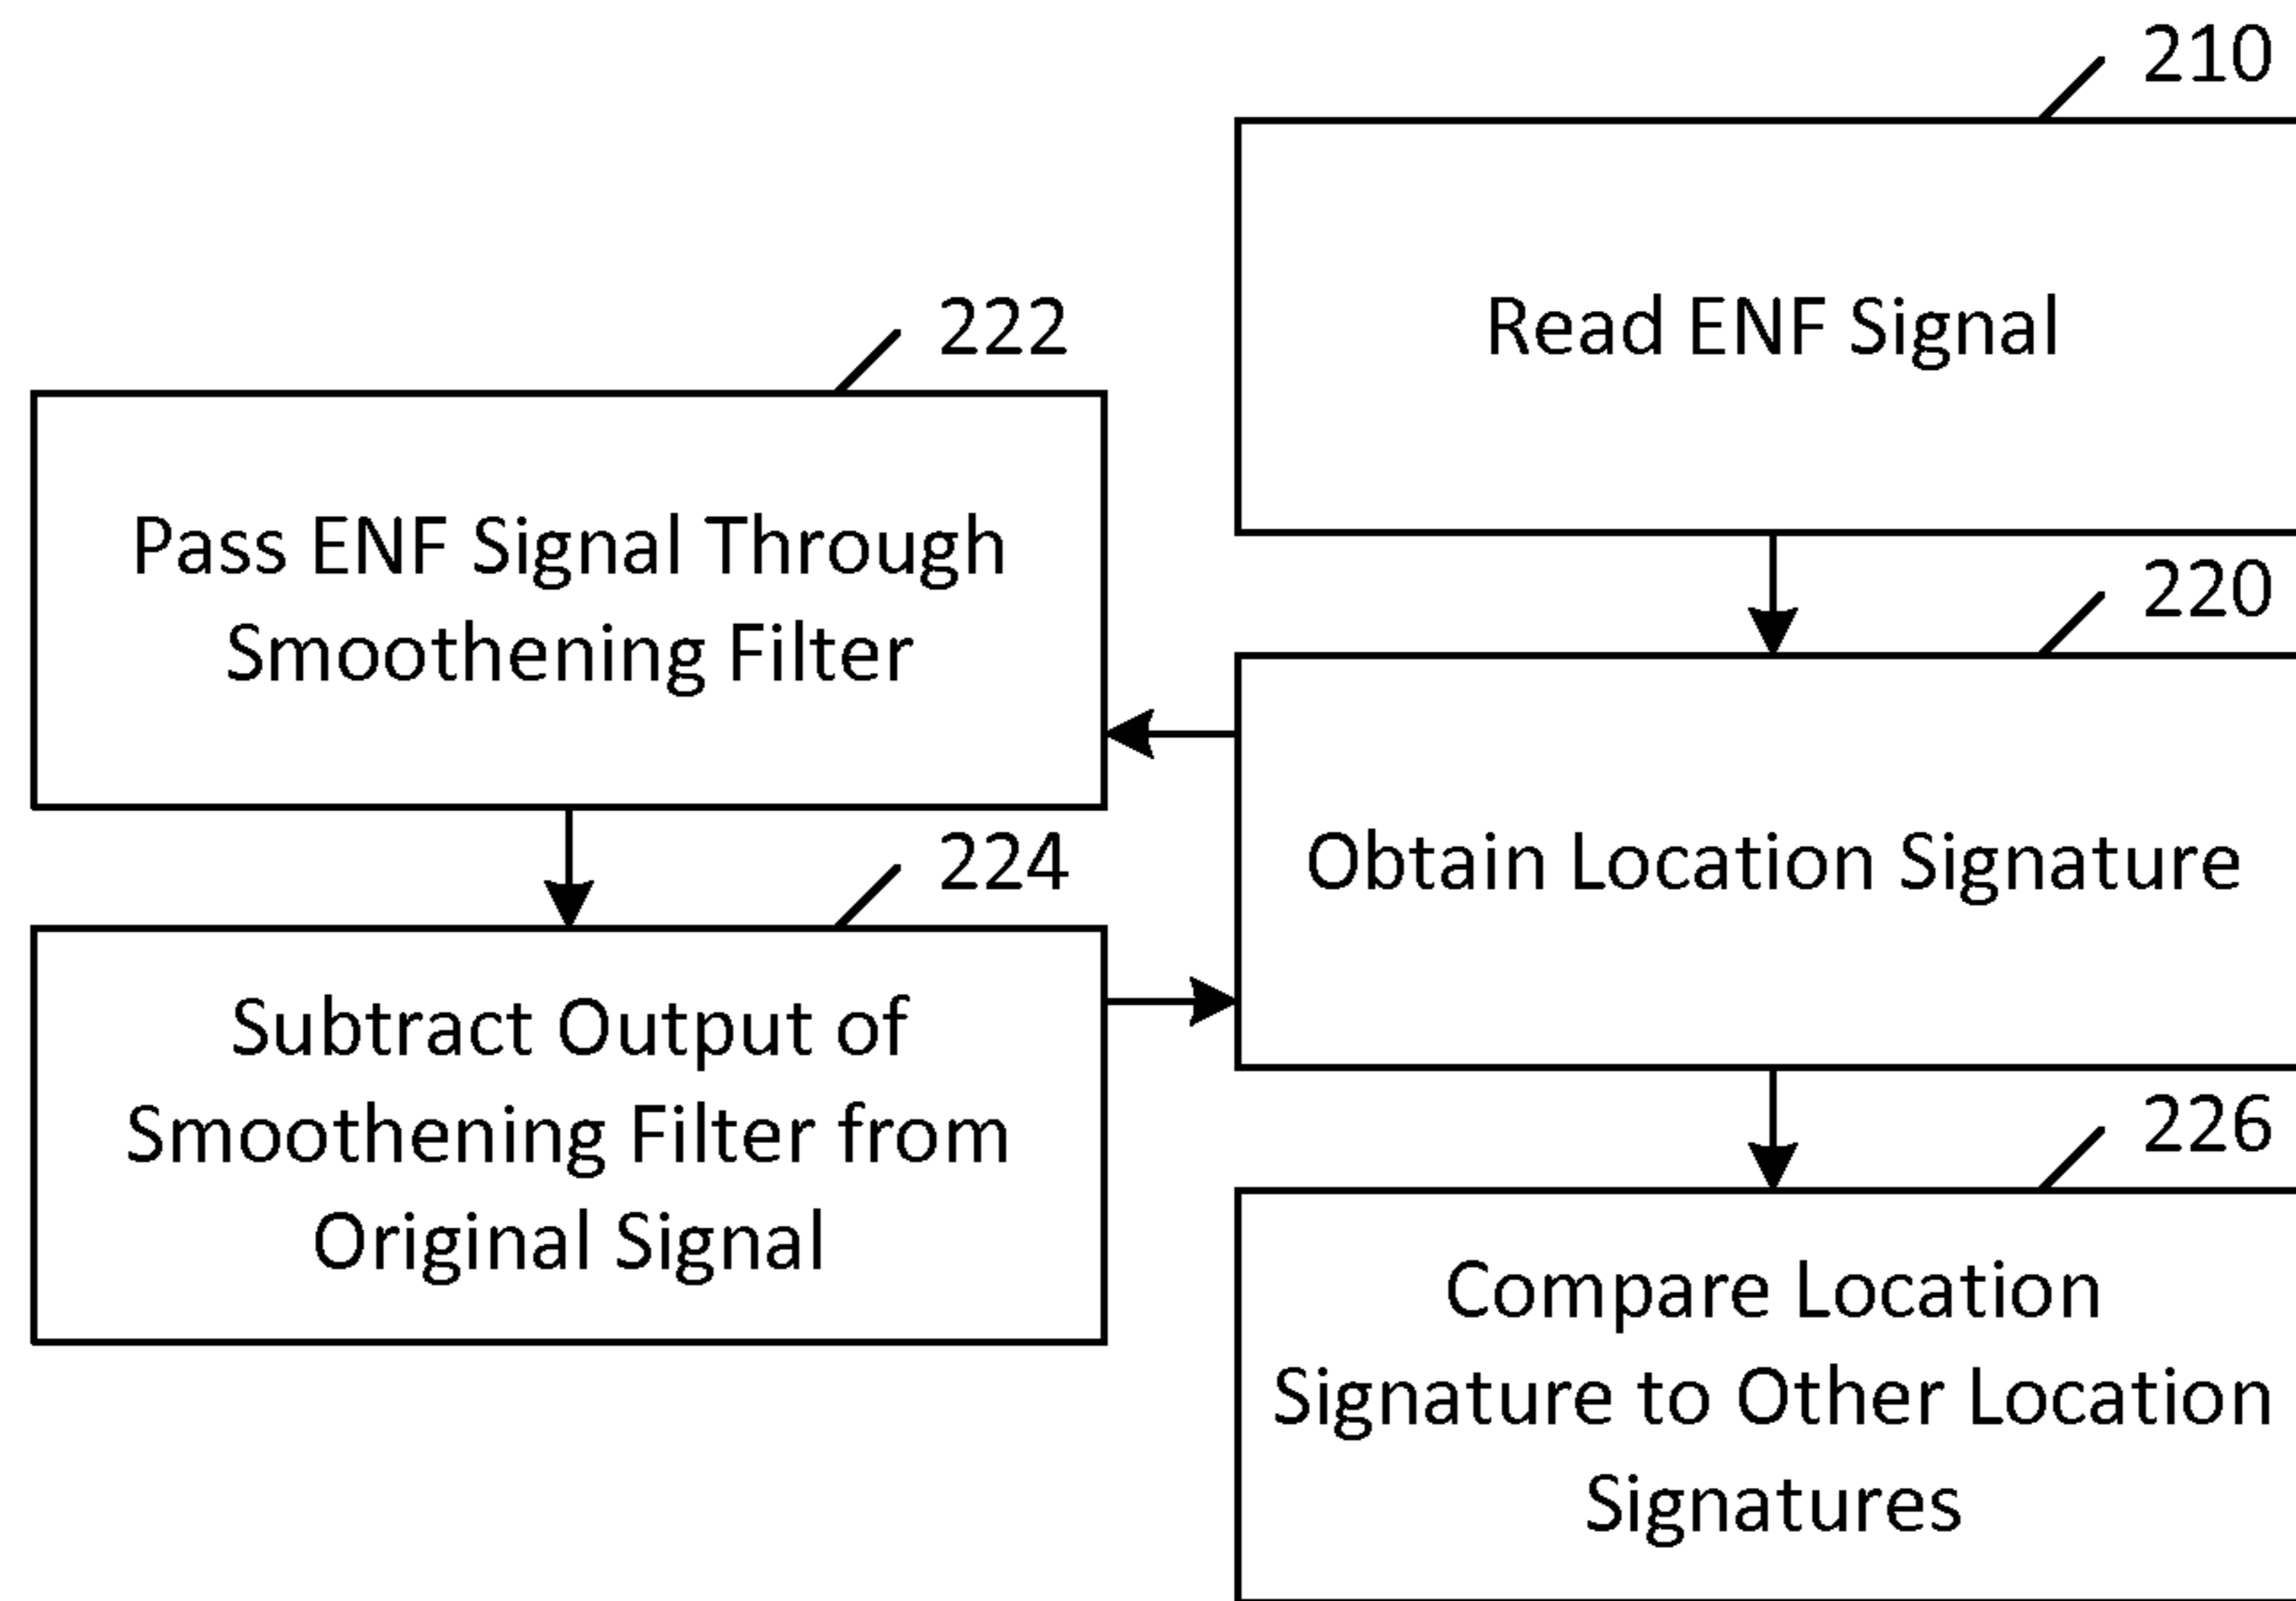 210
Read ENF Signal
222
Pass ENF Signal Through
Smoothening Filter
220
Obtain Location Signature
224
Subtract Output of
Smoothening Filter from
Original Signal
226
Compare Location
Signature to Other Location
Signatures